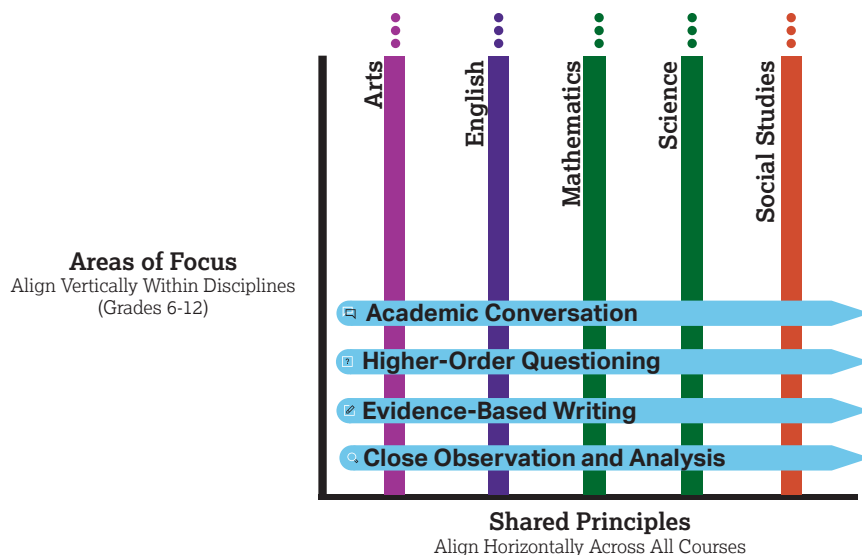 Arts
English
Mathematics
Science
Social Studies
Areas of Focus
Align Vertically Within Disciplines
(Grades 6-12)
Academic Conversation
? Higher-Order Questioning
Evidence-Based Writing
Close Observation and Analysis
Shared Principles
Align Horizontally Across All Courses